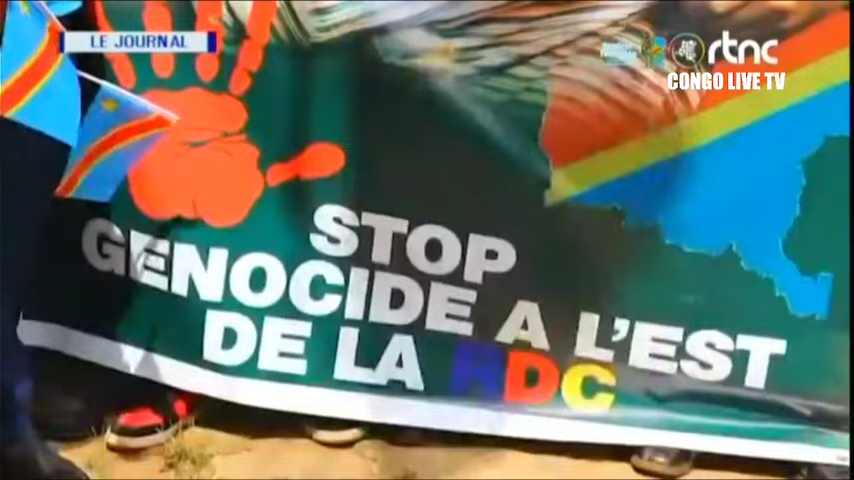 LE JOURNAL
rtnc
CONGO LIVE TV
STOP
GENOCIDE A L'EST
DE LA RDC